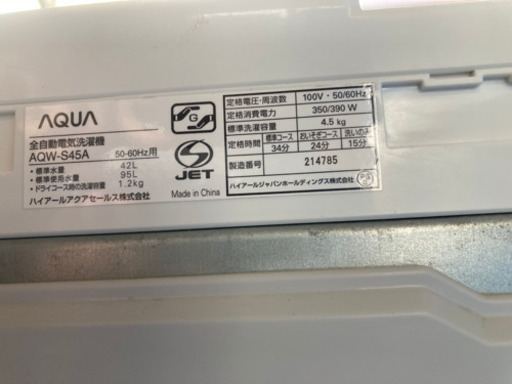 AQUA
全自動電気洗濯機
AQW-S45A 50-60Hz用
・標準水量 42L
・標準使用水量 95L
・ドライコース時の洗濯容量 1.2kg
ハイアールアクアセールス株式会社
G
S
JET
Made in China
定格電圧・周波数 100V・50/60Hz
定格消費電力 350/390 W
標準洗濯容量 4.5 kg
定格時間 標準コース おいそぎコース 洗いのみ
34分 24分 15分
製造番号 214785
ハイアールジャパンホールディングス株式会社